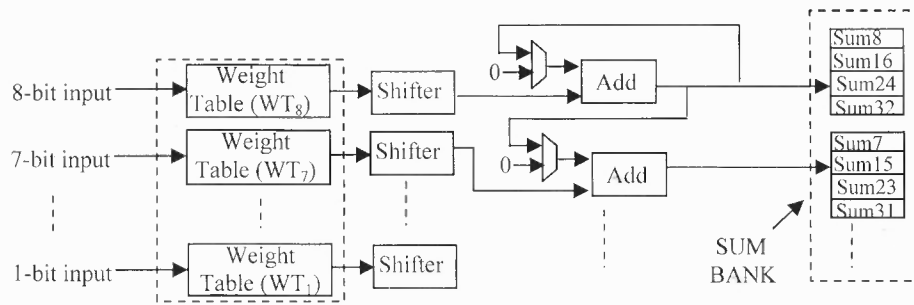 8-bit input
Weight
Table (WT8)
Shifter
0
Add
Sum8
Sum16
Sum24
Sum32
7-bit input
Weight
Table (WT7)
Shifter
0
Add
Sum7
Sum15
Sum23
Sum31
1-bit input
Weight
Table (WT1)
Shifter
SUM
BANK